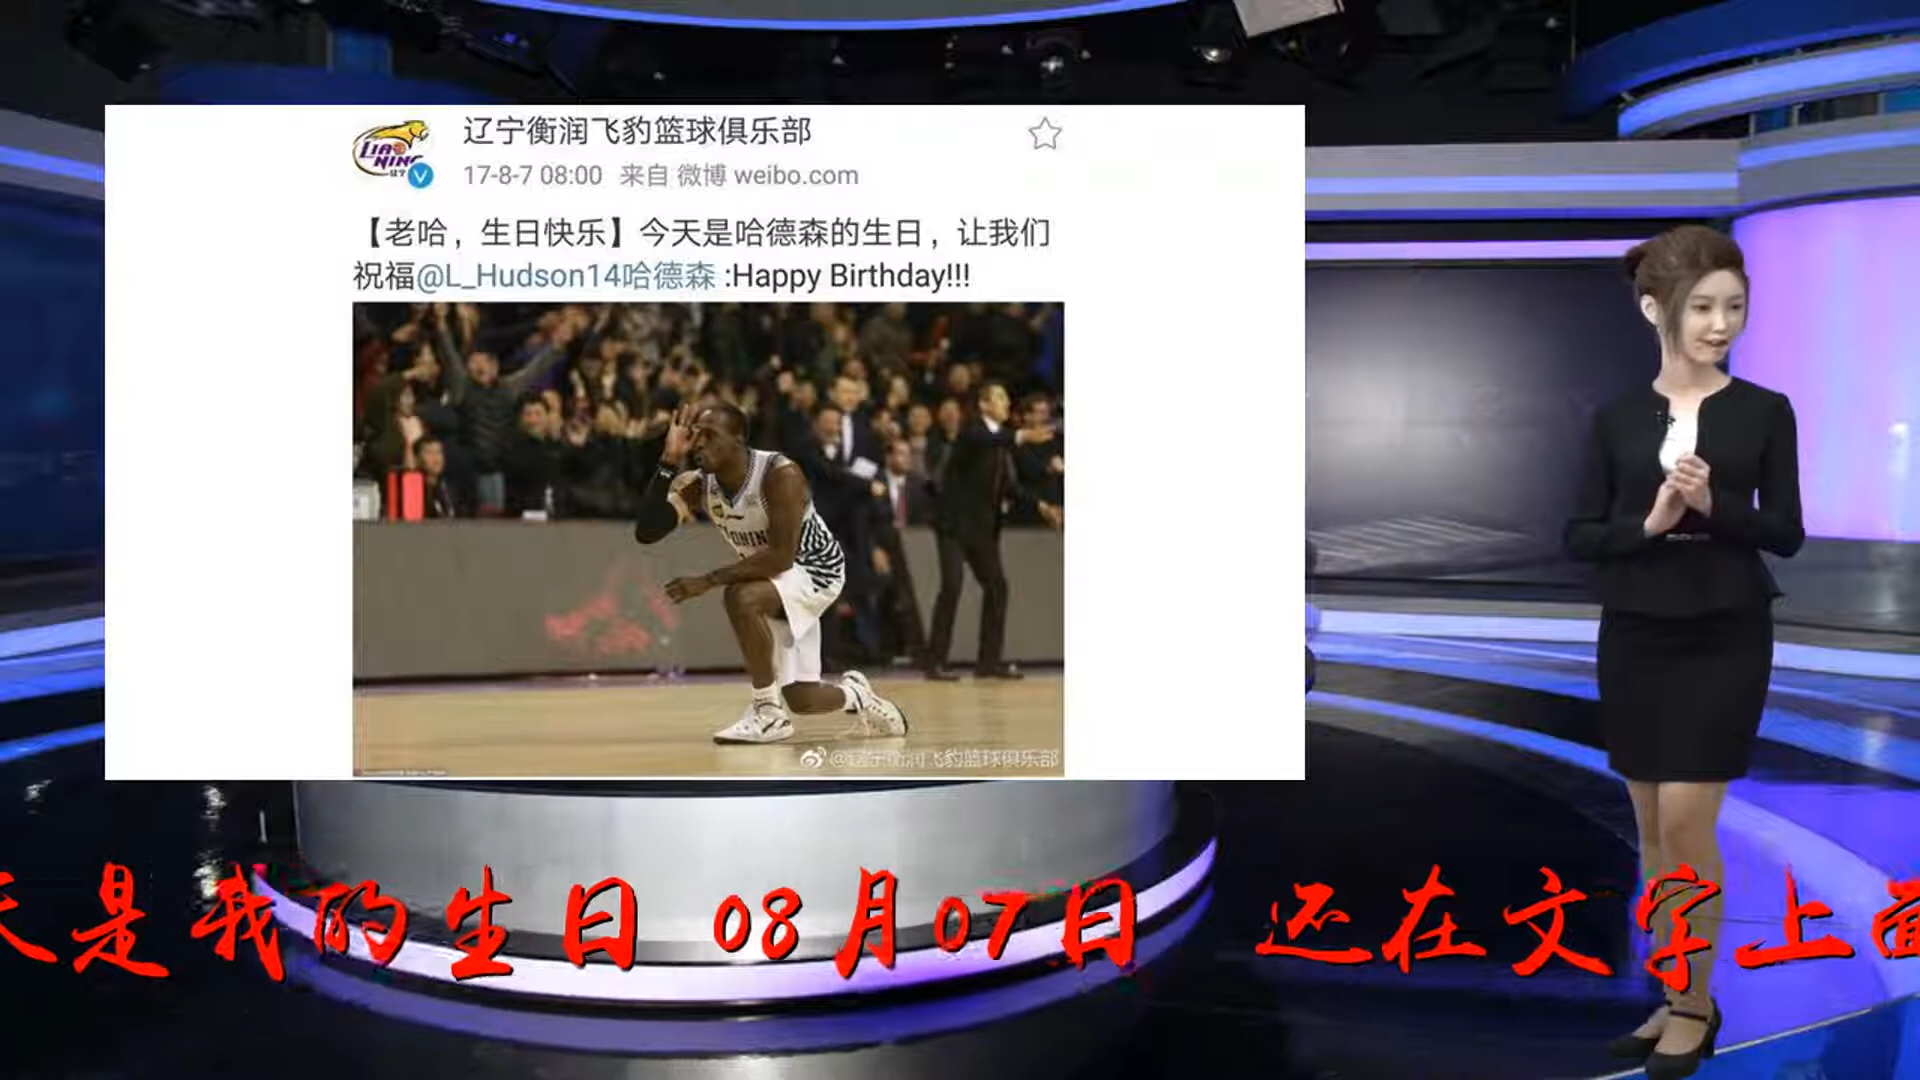 辽宁衡润飞豹篮球俱乐部
17-8-7 08:00 来自 微博 weibo.com
【老哈，生日快乐】今天是哈德森的生日，让我们
祝福@L_Hudson14哈德森 :Happy Birthday!!!
@辽宁衡润飞豹篮球俱乐部
天是我的生日 08月07日 还在文字上面